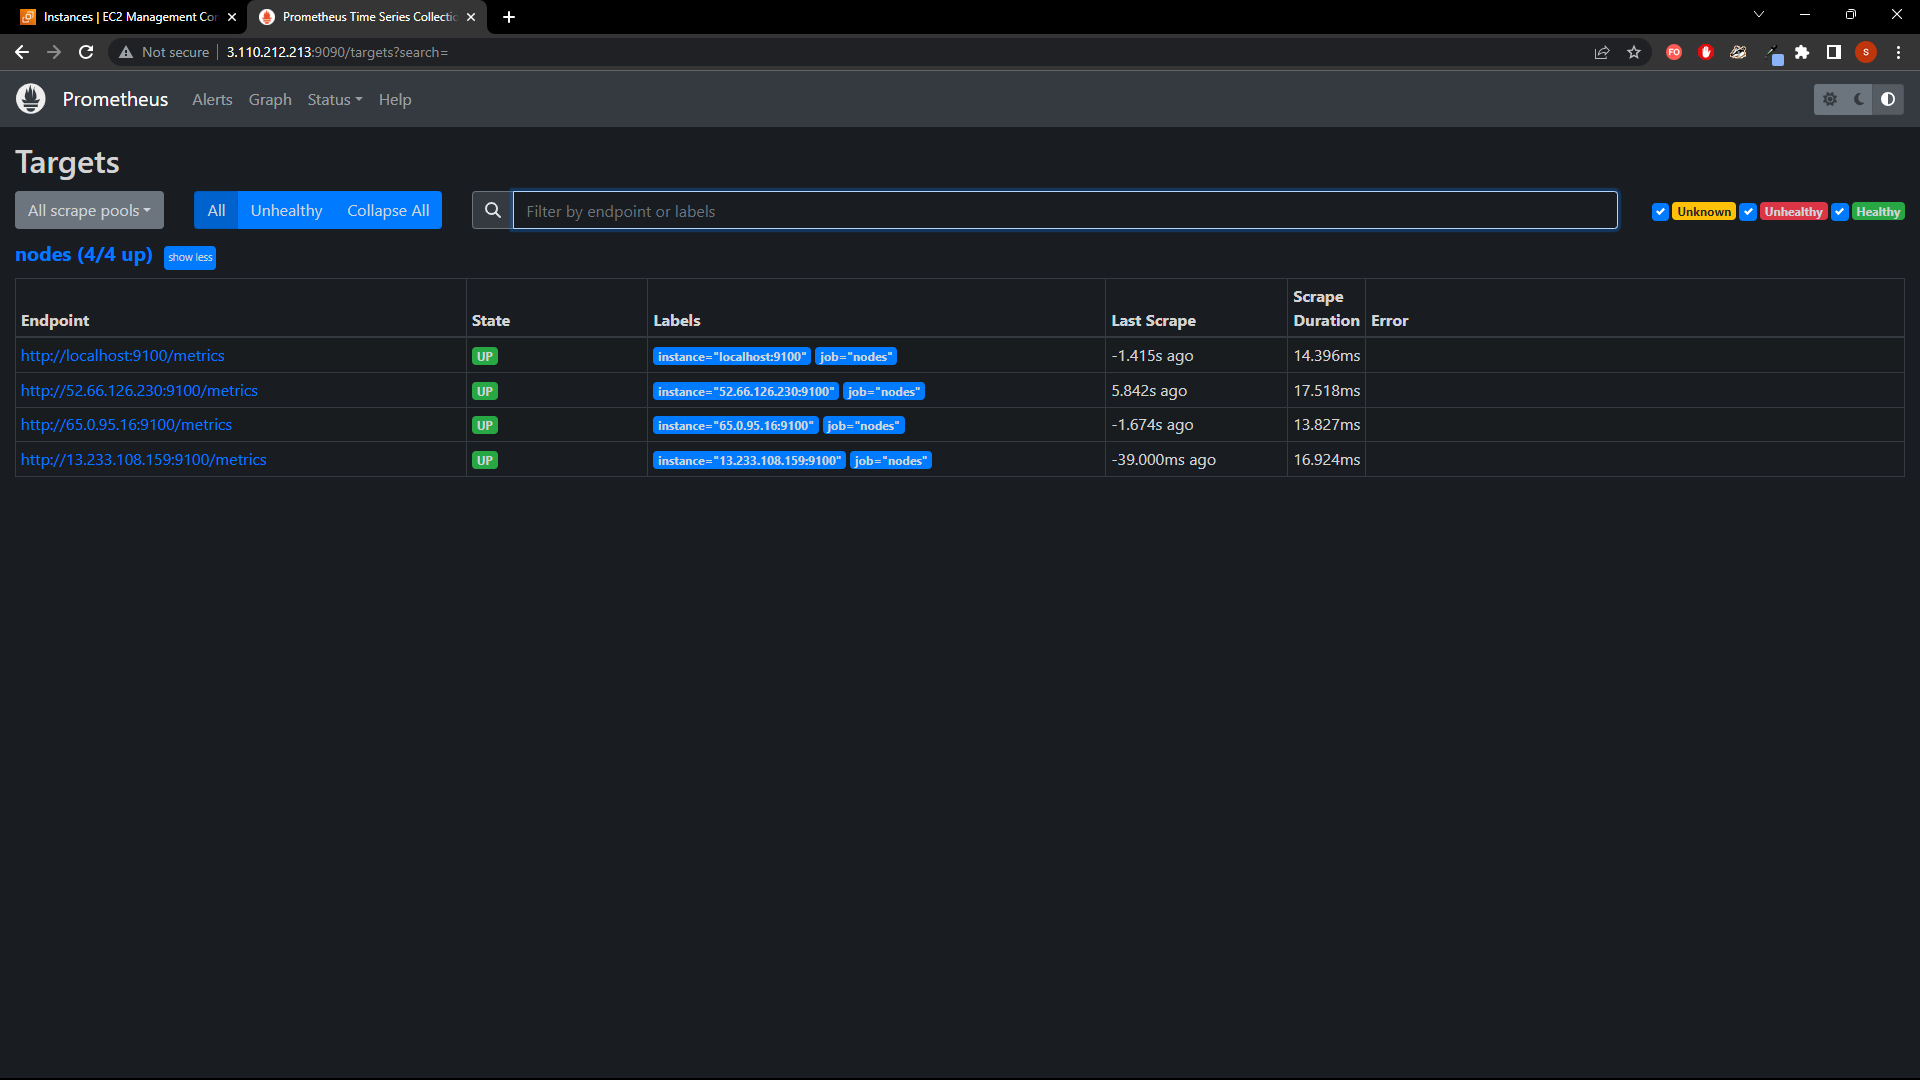 Instances | EC2 Management Cor
Prometheus Time Series Collectic
Not secure 3.110.212.213:9090/targets?search=
FO
S
Prometheus Alerts Graph Status Help
Targets
All scrape pools All Unhealthy Collapse All Filter by endpoint or labels Unknown Unhealthy Healthy
nodes (4/4 up) show less
Endpoint State Labels Last Scrape Scrape Duration Error
http://localhost:9100/metrics UP instance="localhost:9100" job="nodes" -1.415s ago 14.396ms
http://52.66.126.230:9100/metrics UP instance="52.66.126.230:9100" job="nodes" 5.842s ago 17.518ms
http://65.0.95.16:9100/metrics UP instance="65.0.95.16:9100" job="nodes" -1.674s ago 13.827ms
http://13.233.108.159:9100/metrics UP instance="13.233.108.159:9100" job="nodes" -39.000ms ago 16.924ms